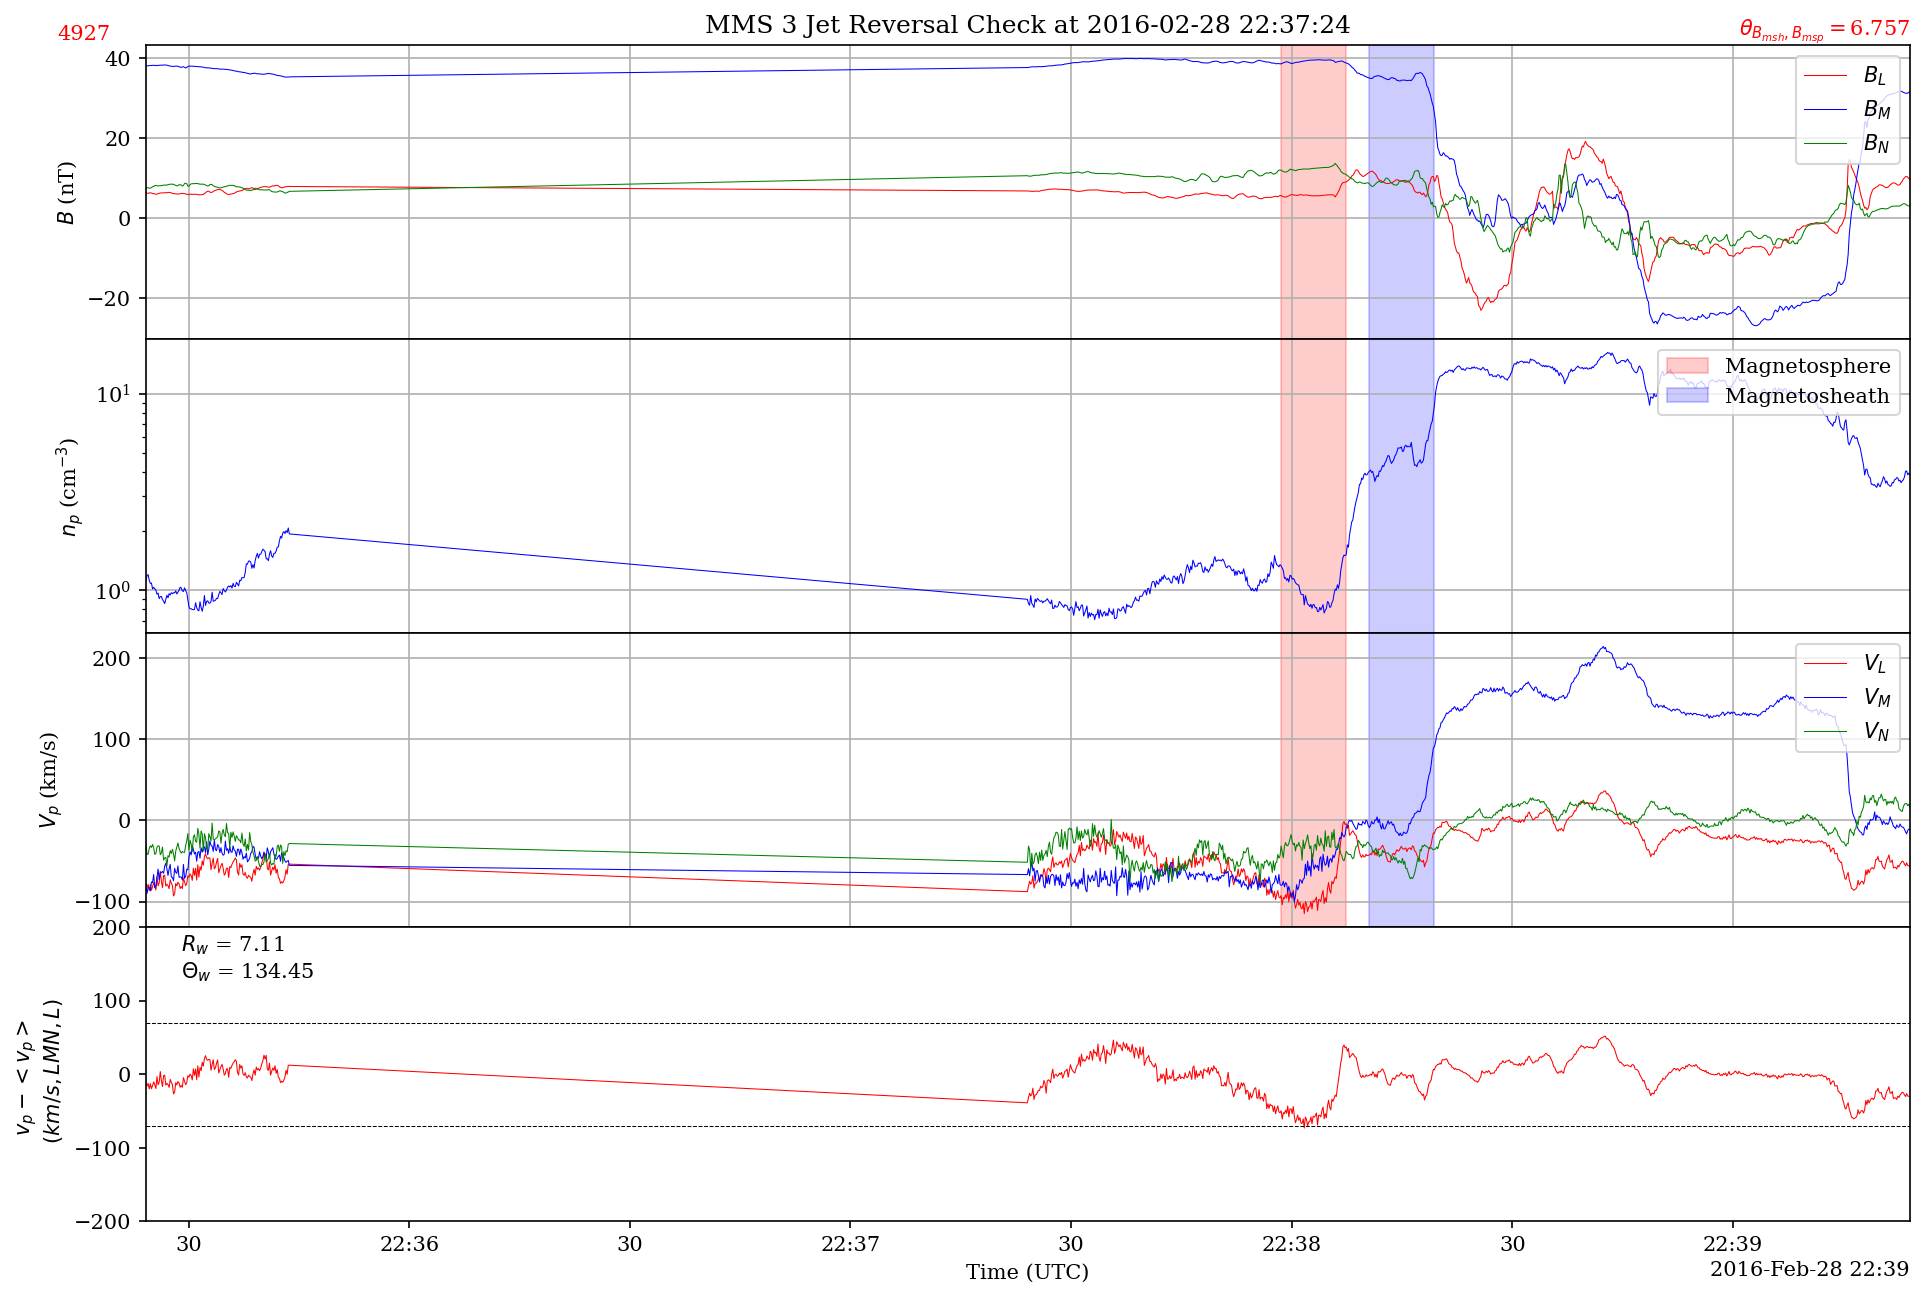 4927
MMS 3 Jet Reversal Check at 2016-02-28 22:37:24
θ_{B_{msh}, B_{msp}} = 6.757
40
20
0
−20
B (nT)
B_L
B_M
B_N
10^1
10^0
n_p (cm^{−3})
Magnetosphere
Magnetosheath
200
100
0
−100
V_p (km/s)
V_L
V_M
V_N
200
100
0
−100
−200
v_p − < v_p >
(km/s, LMN, L)
R_w = 7.11
Θ_w = 134.45
30
22:36
30
22:37
30
22:38
30
22:39
Time (UTC)
2016-Feb-28 22:39